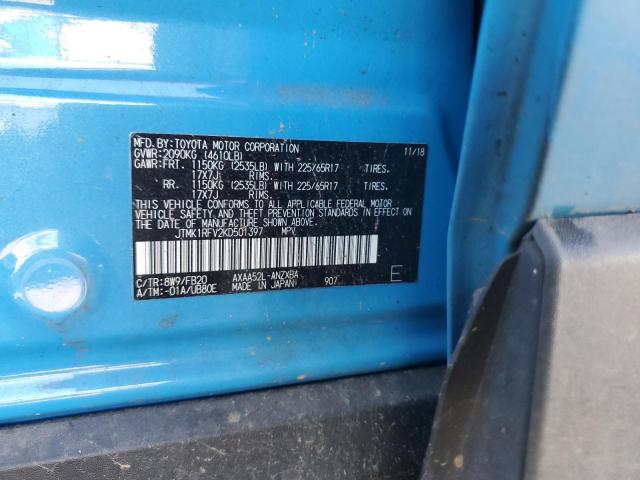 MFD.BY:TOYOTA MOTOR CORPORATION 11/18
GVWR:2090KG (4610LB)
GAWR:FRT. 1150KG (2535LB) WITH 225/65R17 TIRES.
17X7J RIMS.
RR. 1150KG (2535LB) WITH 225/65R17 TIRES.
17X7J RIMS.
THIS VEHICLE CONFORMS TO ALL APPLICABLE FEDERAL MOTOR
VEHICLE SAFETY AND THEFT PREVENTION STANDARDS IN EFFECT ON
THE DATE OF MANUFACTURE SHOWN ABOVE.
JTMK1RFV2KD501397 MPV
C/TR:8W9/FB20 AXAA52L-ANZXBA
A/TM:-01A/UB80E MADE IN JAPAN 907 E